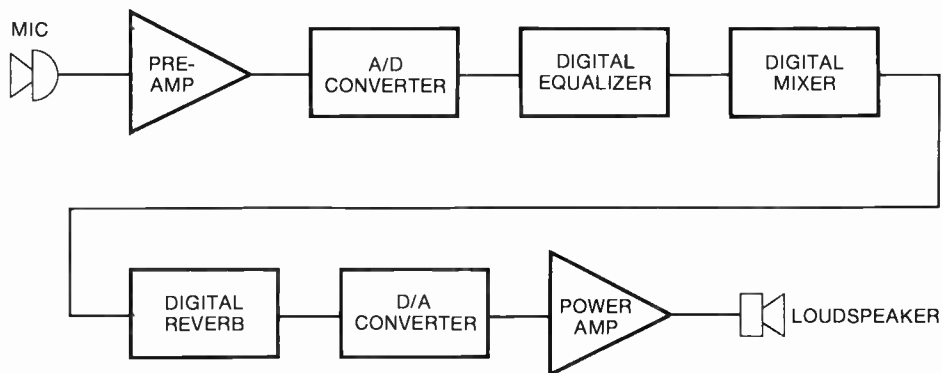 MIC
PRE-
AMP
A/D
CONVERTER
DIGITAL
EQUALIZER
DIGITAL
MIXER
DIGITAL
REVERB
D/A
CONVERTER
POWER
AMP
LOUDSPEAKER